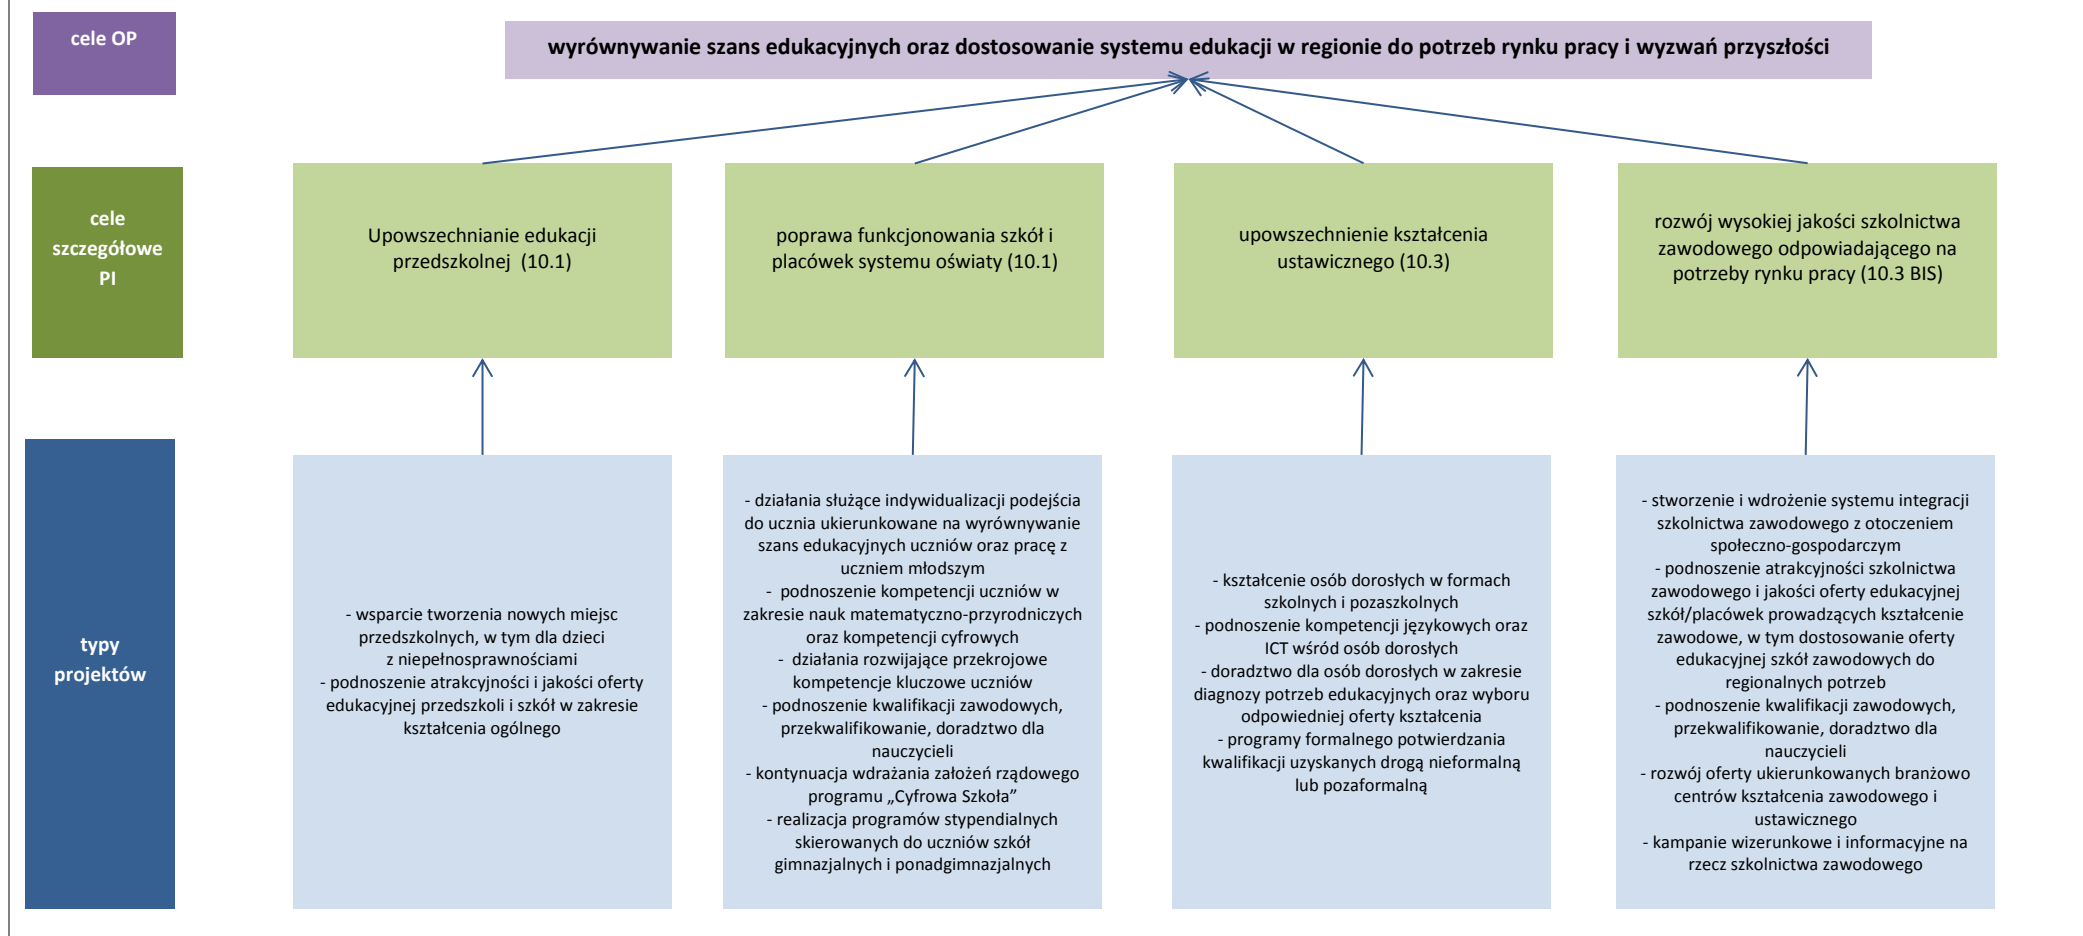 cele OP
wyrównywanie szans edukacyjnych oraz dostosowanie systemu edukacji w regionie do potrzeb rynku pracy i wyzwań przyszłości
cele
szczegółowe
PI
Upowszechnianie edukacji
przedszkolnej  (10.1)
poprawa funkcjonowania szkół i
placówek systemu oświaty (10.1)
upowszechnienie kształcenia
ustawicznego (10.3)
rozwój wysokiej jakości szkolnictwa
zawodowego odpowiadającego na
potrzeby rynku pracy (10.3 BIS)
typy
projektów
- wsparcie tworzenia nowych miejsc
przedszkolnych, w tym dla dzieci
z niepełnosprawnościami
- podnoszenie atrakcyjności i jakości oferty
edukacyjnej przedszkoli i szkół w zakresie
kształcenia ogólnego
- działania służące indywidualizacji podejścia
do ucznia ukierunkowane na wyrównywanie
szans edukacyjnych uczniów oraz pracę z
uczniem młodszym
-  podnoszenie kompetencji uczniów w
zakresie nauk matematyczno-przyrodniczych
oraz kompetencji cyfrowych
-  działania rozwijające przekrojowe
kompetencje kluczowe uczniów
- podnoszenie kwalifikacji zawodowych,
przekwalifikowanie, doradztwo dla
nauczycieli
- kontynuacja wdrażania założeń rządowego
programu „Cyfrowa Szkoła”
- realizacja programów stypendialnych
skierowanych do uczniów szkół
gimnazjalnych i ponadgimnazjalnych
- kształcenie osób dorosłych w formach
szkolnych i pozaszkolnych
- podnoszenie kompetencji językowych oraz
ICT wśród osób dorosłych
- doradztwo dla osób dorosłych w zakresie
diagnozy potrzeb edukacyjnych oraz wyboru
odpowiedniej oferty kształcenia
- programy formalnego potwierdzania
kwalifikacji uzyskanych drogą nieformalną
lub pozaformalną
- stworzenie i wdrożenie systemu integracji
szkolnictwa zawodowego z otoczeniem
społeczno-gospodarczym
- podnoszenie atrakcyjności szkolnictwa
zawodowego i jakości oferty edukacyjnej
szkół/placówek prowadzących kształcenie
zawodowe, w tym dostosowanie oferty
edukacyjnej szkół zawodowych do
regionalnych potrzeb
- podnoszenie kwalifikacji zawodowych,
przekwalifikowanie, doradztwo dla
nauczycieli
- rozwój oferty ukierunkowanych branżowo
centrów kształcenia zawodowego i
ustawicznego
- kampanie wizerunkowe i informacyjne na
rzecz szkolnictwa zawodowego